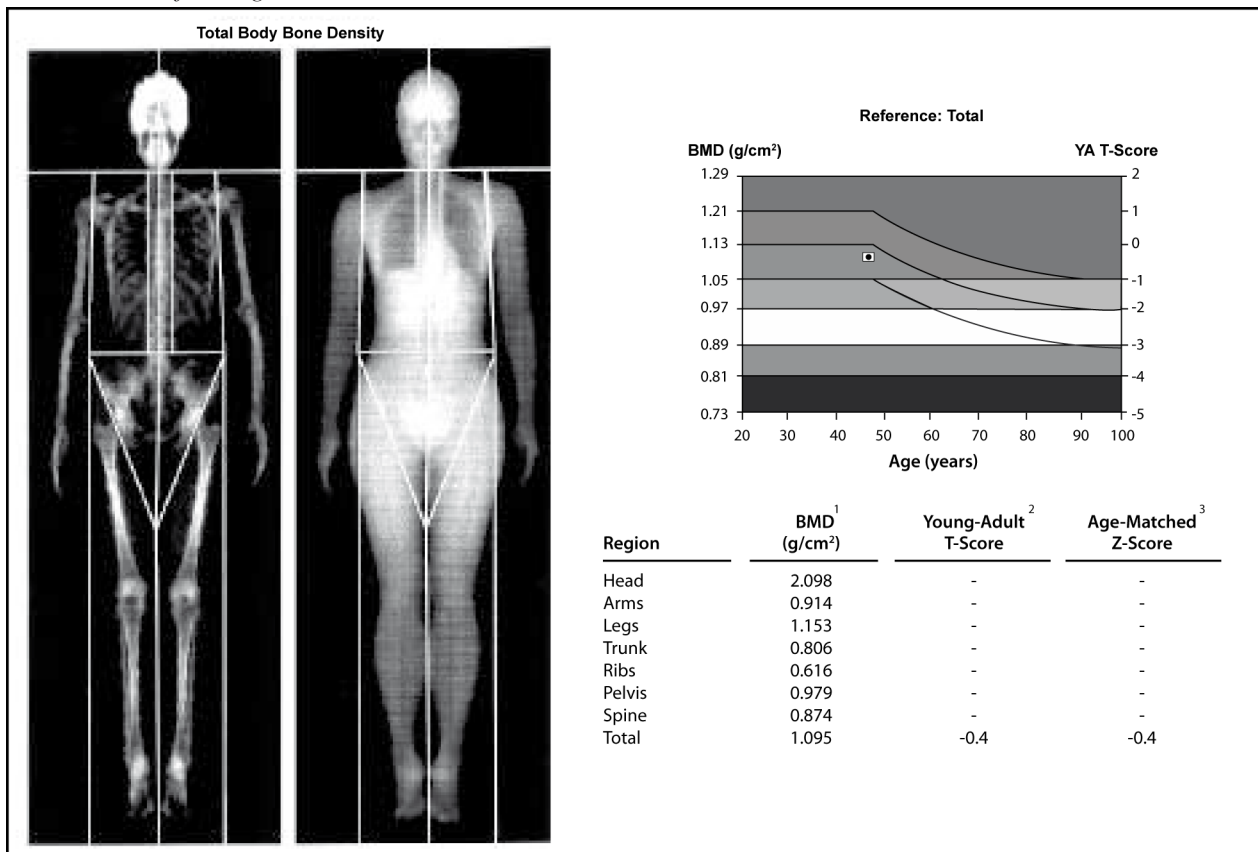 Total Body Bone Density
Reference: Total
BMD (g/cm²) YA T-Score
1.29 2
1.21 1
1.13 0
1.05 -1
0.97 -2
0.89 -3
0.81 -4
0.73 -5
20 30 40 50 60 70 80 90 100
Age (years)
BMD¹ Young-Adult² Age-Matched³
Region (g/cm²) T-Score Z-Score
Head 2.098 - -
Arms 0.914 - -
Legs 1.153 - -
Trunk 0.806 - -
Ribs 0.616 - -
Pelvis 0.979 - -
Spine 0.874 - -
Total 1.095 -0.4 -0.4